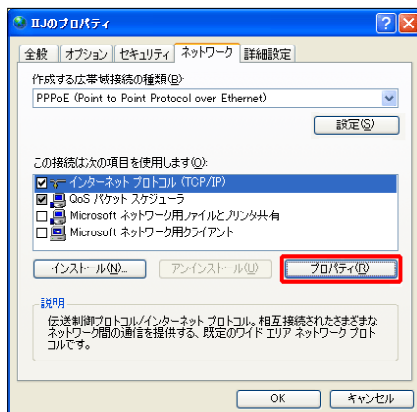 IIJのプロパティ
全般 オプション セキュリティ ネットワーク 詳細設定
作成する広帯域接続の種類(B):
PPPoE (Point to Point Protocol over Ethernet)
設定(S)
この接続は次の項目を使用します(O):
インターネット プロトコル (TCP/IP)
QoS パケット スケジューラ
Microsoft ネットワーク用ファイルとプリンタ共有
Microsoft ネットワーク用クライアント
インストール(N)... アンインストール(U) プロパティ(R)
説明
伝送制御プロトコル/インターネット プロトコル。相互接続されたさまざまな
ネットワーク間の通信を提供する、既定のワイド エリア ネットワーク プロト
コルです。
OK キャンセル